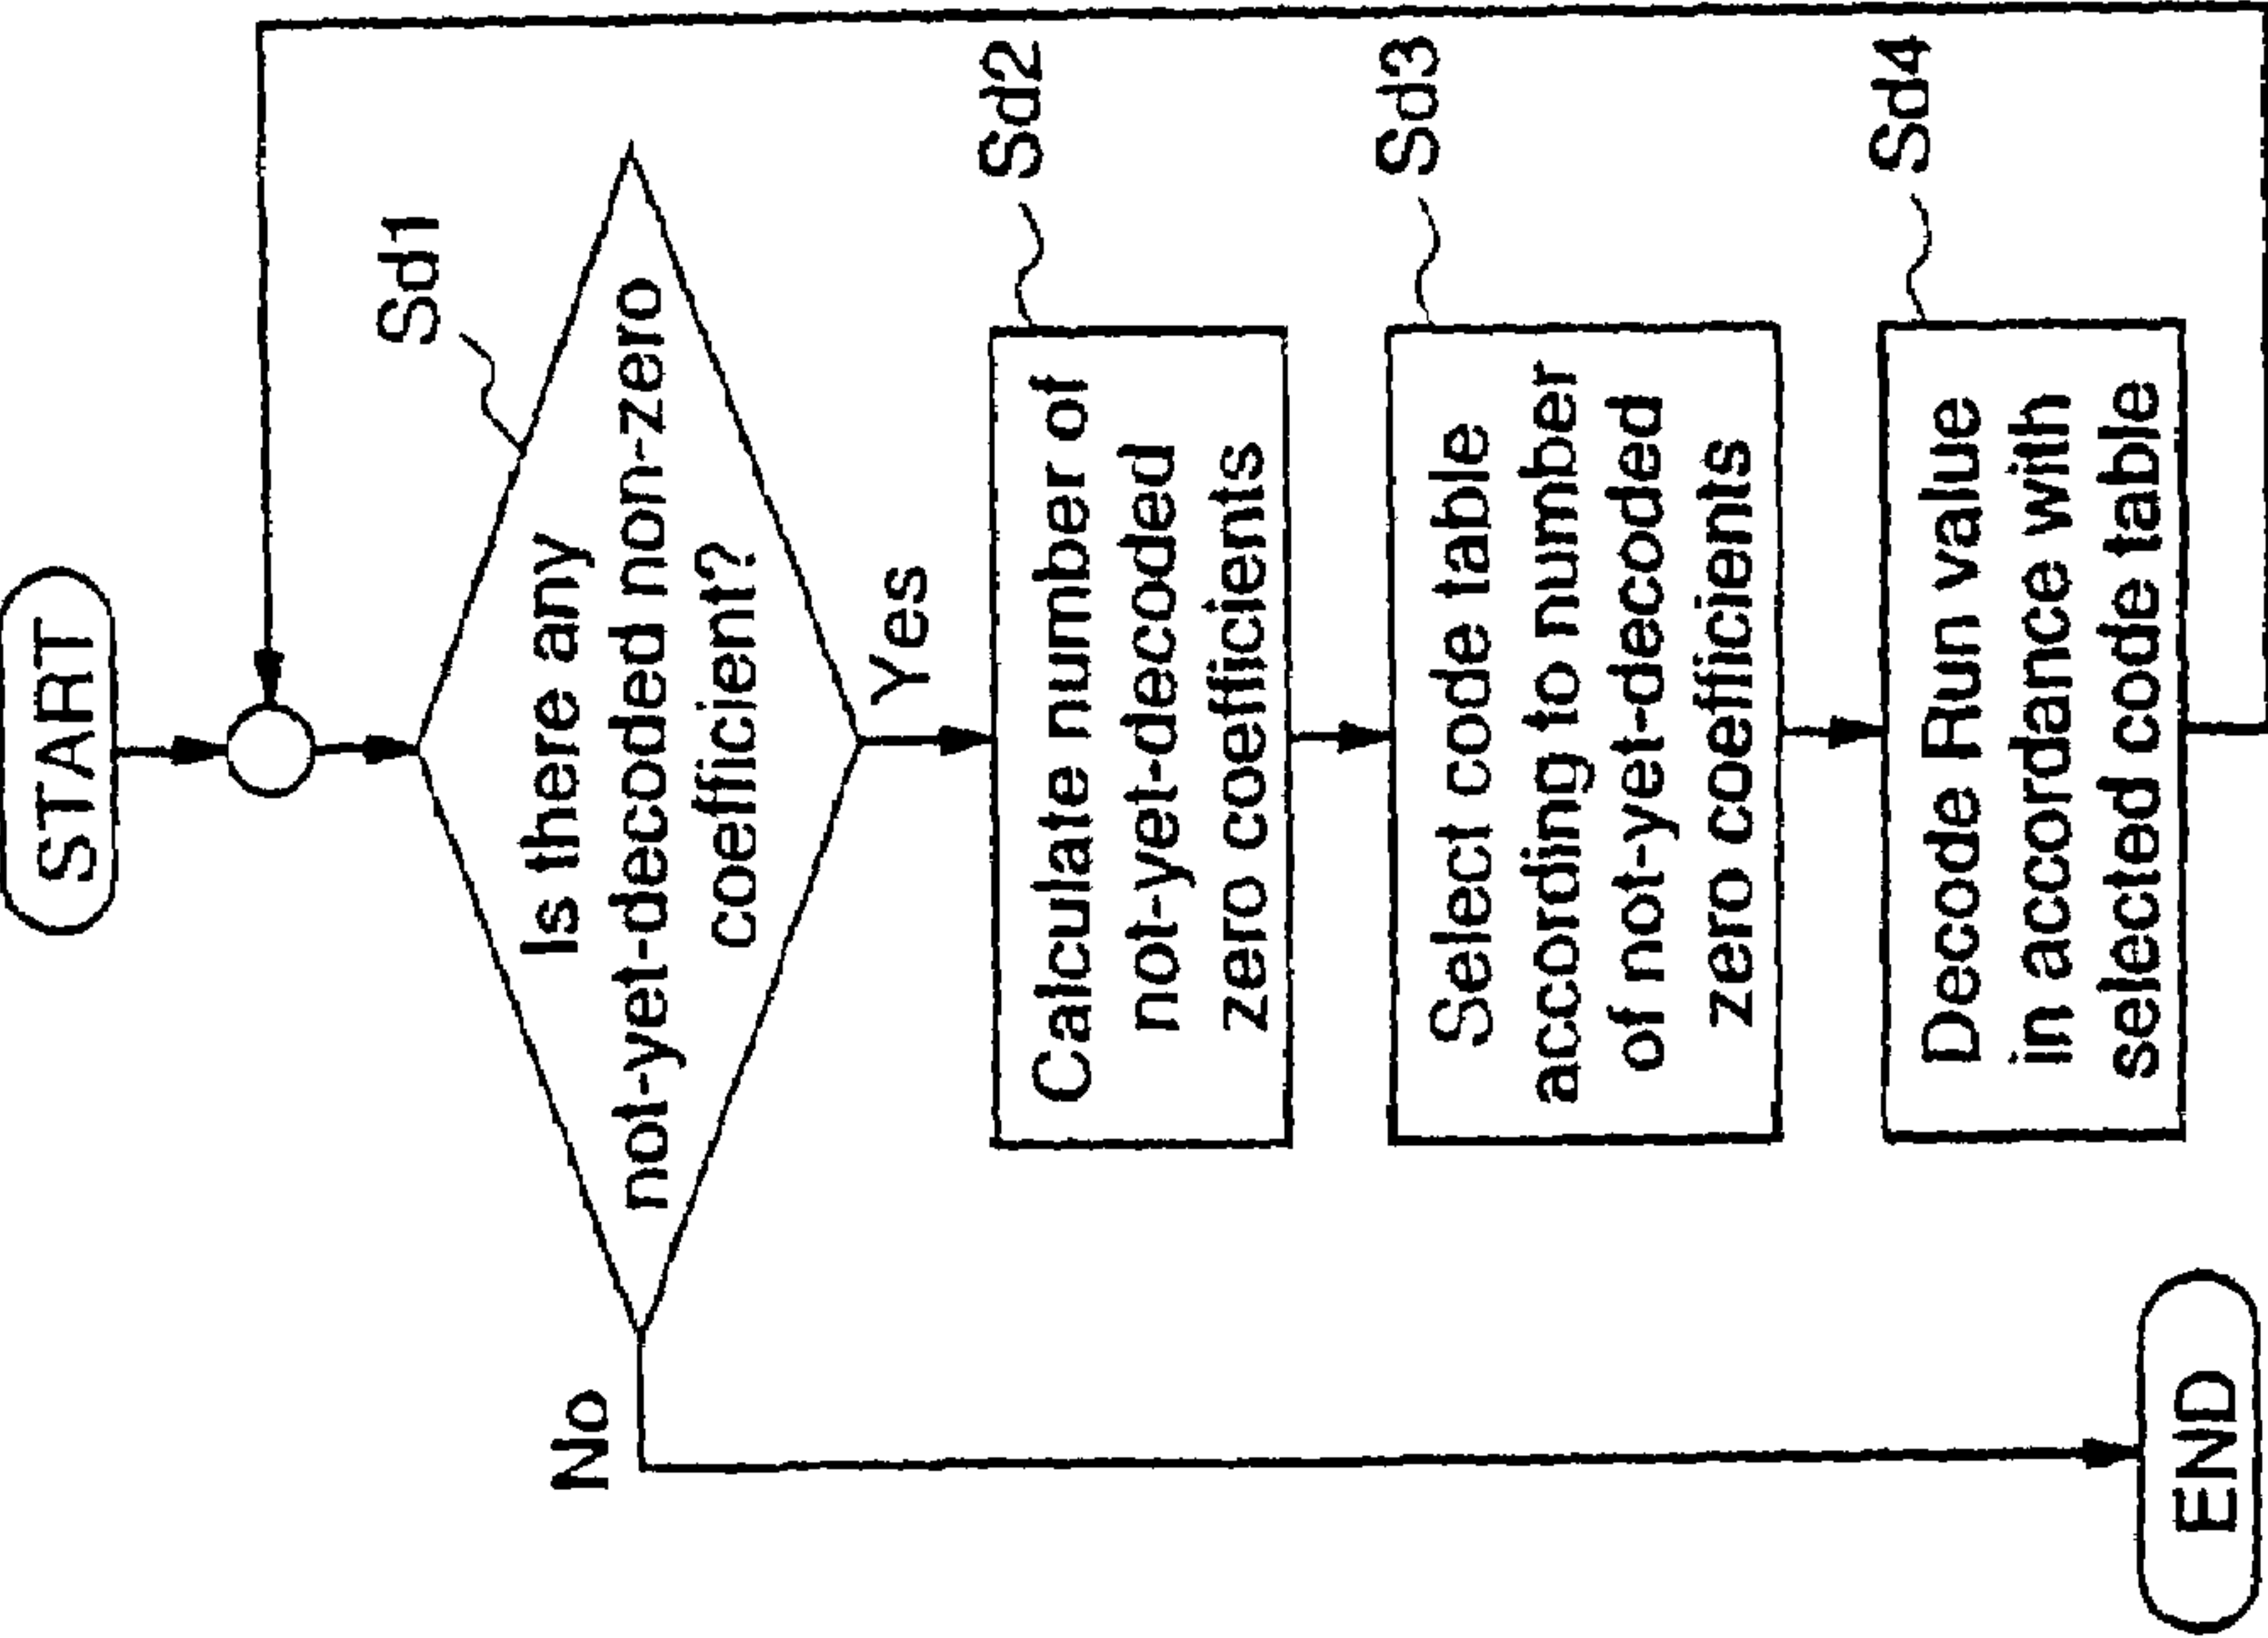 START
Sd1
Is there any
not-yet-decoded non-zero
coefficient?
No
Yes
Sd2
Calculate number of
not-yet-decoded
zero coefficients
Sd3
Select code table
according to number
of not-yet-decoded
zero coefficients
Sd4
Decode Run value
in accordance with
selected code table
END